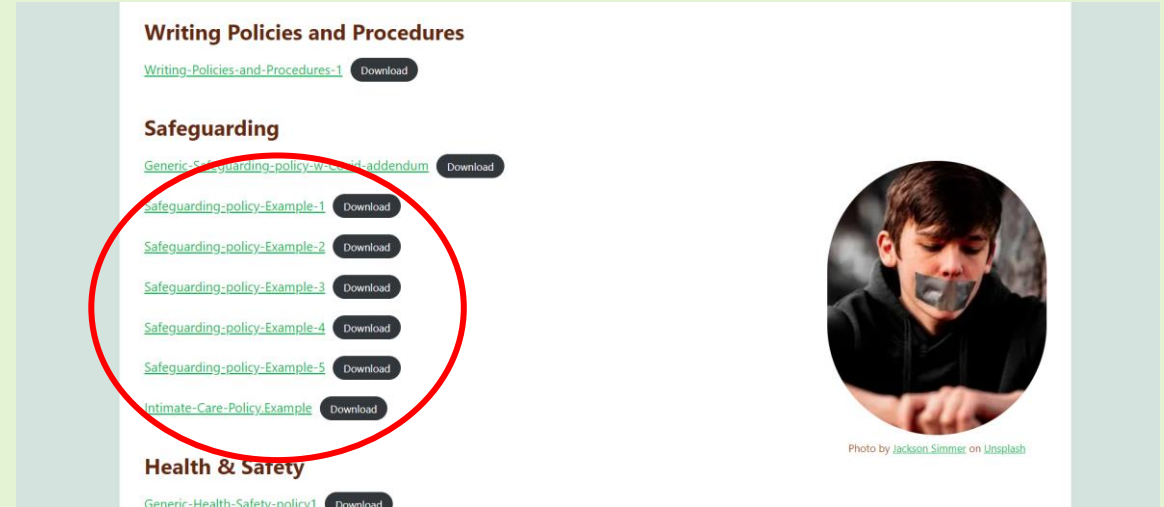 Writing Policies and Procedures
Writing-Policies-and-Procedures-1 Download
Safeguarding
Generic-Safeguarding-policy-w-Covid-addendum Download
Safeguarding-policy-Example-1 Download
Safeguarding-policy-Example-2 Download
Safeguarding-policy-Example-3 Download
Safeguarding-policy-Example-4 Download
Safeguarding-policy-Example-5 Download
Intimate-Care-Policy.Example Download
Photo by Jackson Simmer on Unsplash
Health & Safety
Generic-Health-Safety-policy1 Download